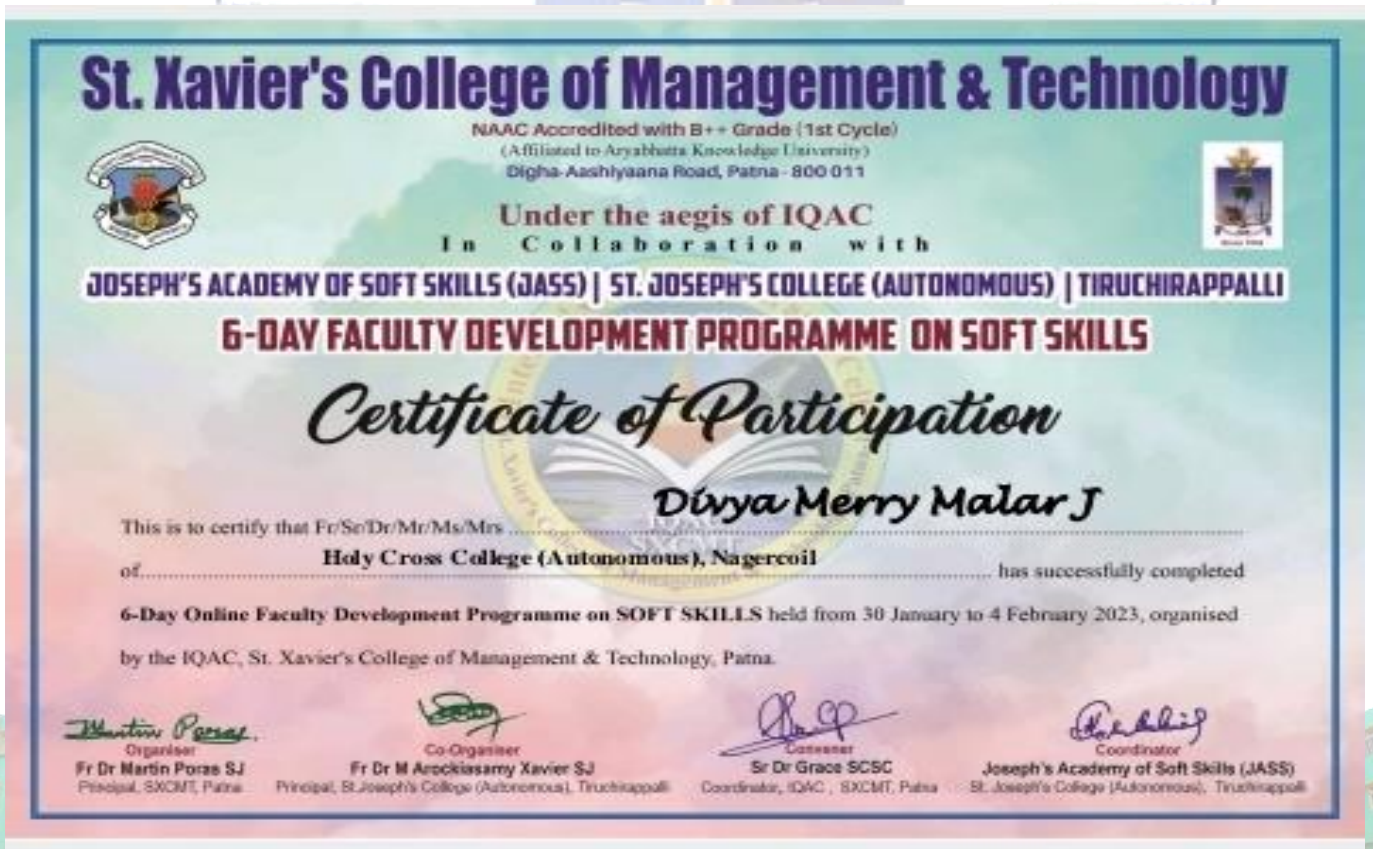 St. Xavier's College of Management & Technology
NAAC Accredited with B++ Grade (1st Cycle)
(Affiliated to Aryabhatta Knowledge University)
Digha-Aashiyaana Road, Patna - 800 011
Under the aegis of IQAC
In Collaboration with
JOSEPH'S ACADEMY OF SOFT SKILLS (JASS) | ST. JOSEPH'S COLLEGE (AUTONOMOUS) | TIRUCHIRAPPALLI
6-DAY FACULTY DEVELOPMENT PROGRAMME ON SOFT SKILLS
Certificate of Participation
Divya Merry Malar J
This is to certify that Fr/Sr/Dr/Mr/Ms/Mrs
Holy Cross College (Autonomous), Nagercoil
of has successfully completed
6-Day Online Faculty Development Programme on SOFT SKILLS held from 30 January to 4 February 2023, organised
by the IQAC, St. Xavier's College of Management & Technology, Patna.
Martin Poras
Organiser
Fr Dr Martin Poras SJ
Principal, SXCMT, Patna
Co-Organiser
Fr Dr M Arockiasamy Xavier SJ
Principal, St.Joseph's College (Autonomous), Tiruchirappalli
Convener
Sr Dr Grace SCSC
Coordinator, IQAC , SXCMT, Patna
Coordinator
Joseph's Academy of Soft Skills (JASS)
St. Joseph's College (Autonomous), Tiruchirappalli